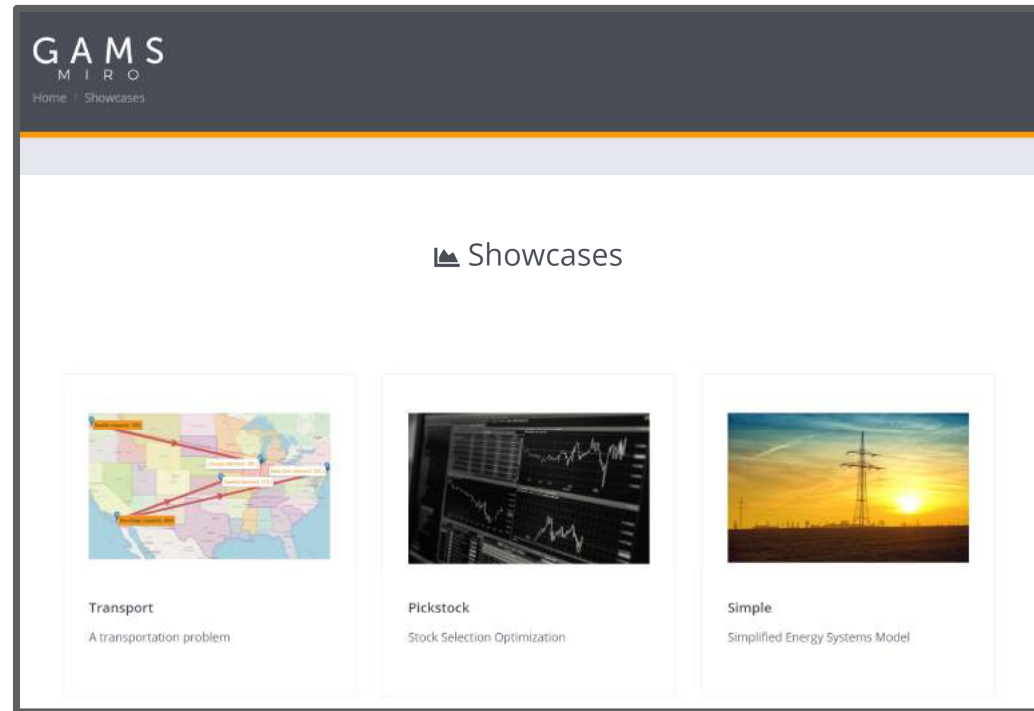 GAMS
MIRO
Home / Showcases
Showcases
Transport
A transportation problem
Pickstock
Stock Selection Optimization
Simple
Simplified Energy Systems Model